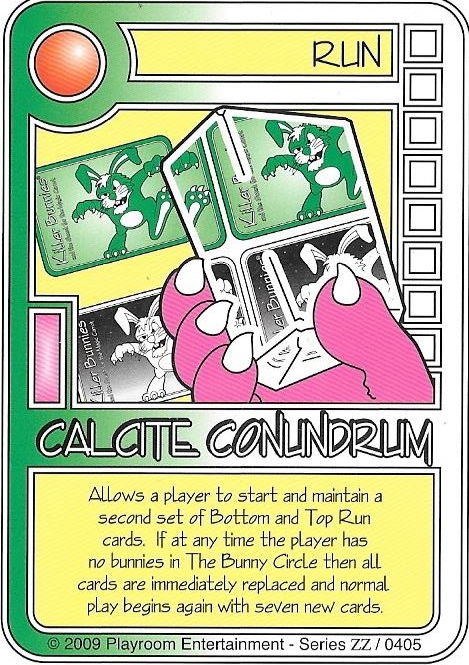 RUN
Killer Bunnies
Killer B
Killer Bunnies
ller Bunnies
CALCITE CONUNDRUM
Allows a player to start and maintain a
second set of Bottom and Top Run
cards. If at any time the player has
no bunnies in The Bunny Circle then all
cards are immediately replaced and normal
play begins again with seven new cards.
© 2009 Playroom Entertainment - Series ZZ / 0405